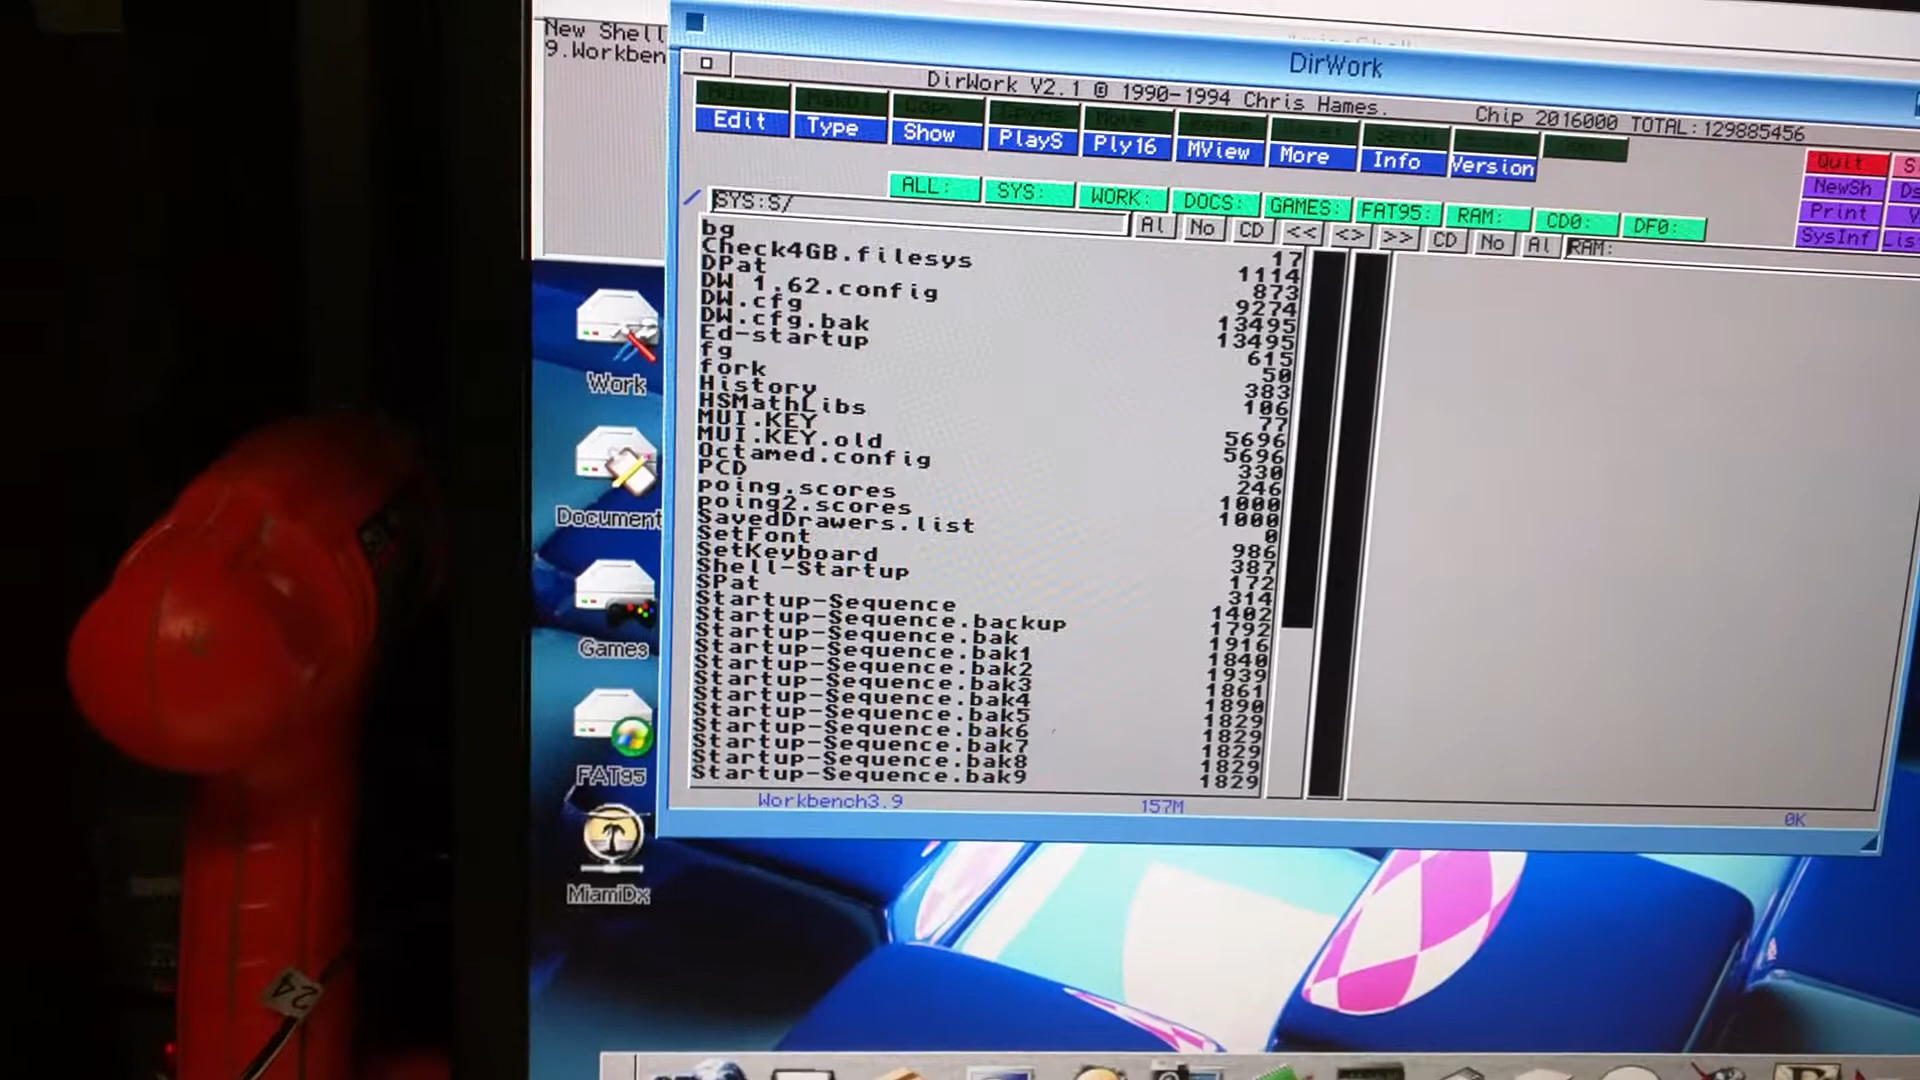 New Shell
9.Workben
DirWork
DirWork V2.1 © 1990-1994 Chris Hames.
Chip 2016000 TOTAL:129885456
Edit Type Show PlayS Ply16 MView More Info Version
Quit
NewSh
Print
SysInf
ALL: SYS: WORK: DOCS: GAMES: FAT95: RAM: CD0: DF0:
SYS:S/
Al No CD << <> >> CD No Al RAM:
bg 17
Check4GB.filesys 1114
DPat 873
DW 1.62.config 9274
DW.cfg 13495
DW.cfg.bak 13495
Ed-startup 615
fg 50
fork 383
History 106
HSMathLibs 77
MUI.KEY 5696
MUI.KEY.old 5696
Octamed.config 330
PCD 246
poing.scores 1000
poing2.scores 1000
SavedDrawers.list 0
SetFont 986
SetKeyboard 387
Shell-Startup 172
SPat 314
Startup-Sequence 1402
Startup-Sequence.backup 1792
Startup-Sequence.bak 1916
Startup-Sequence.bak1 1840
Startup-Sequence.bak2 1939
Startup-Sequence.bak3 1861
Startup-Sequence.bak4 1890
Startup-Sequence.bak5 1829
Startup-Sequence.bak6 1829
Startup-Sequence.bak7 1829
Startup-Sequence.bak8 1829
Startup-Sequence.bak9 1829
Workbench3.9 157M 0K
Work
Document
Games
FAT95
MiamiDx
24